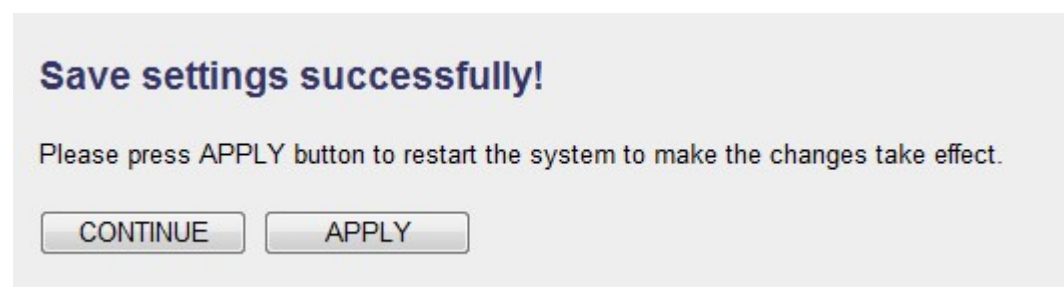 Save settings successfully!
Please press APPLY button to restart the system to make the changes take effect.
CONTINUE APPLY